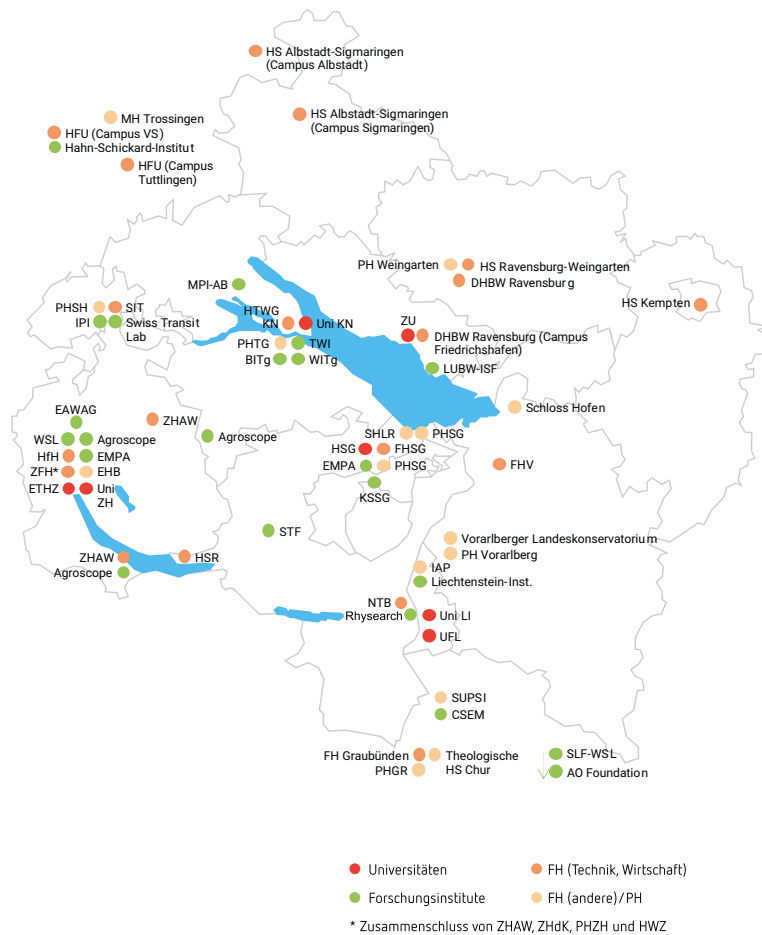 HS Albstadt-Sigmaringen
(Campus Albstadt)
MH Trossingen
HS Albstadt-Sigmaringen
(Campus Sigmaringen)
HFU (Campus VS)
Hahn-Schickard-Institut
HFU (Campus
Tuttlingen)
PH Weingarten
HS Ravensburg-Weingarten
DHBW Ravensburg
MPI-AB
HS Kempten
PHSH
SIT
IPI
Swiss Transit
Lab
HTWG
KN
Uni KN
ZU
DHBW Ravensburg (Campus
Friedrichshafen)
PHTG
TWI
BITg
WITg
LUBW-ISF
EAWAG
ZHAW
Schloss Hofen
WSL
Agroscope
Agroscope
SHLR
PHSG
HfH
EMPA
HSG
FHSG
ZFH*
EHB
EMPA
PHSG
FHV
ETHZ
Uni
ZH
KSSG
STF
Vorarlberger Landeskonservatorium
PH Vorarlberg
ZHAW
HSR
IAP
Agroscope
Liechtenstein-Inst.
NTB
Rhysearch
Uni LI
UFL
SUPSI
CSEM
FH Graubünden
Theologische
HS Chur
PHGR
SLF-WSL
AO Foundation
Universitäten
FH (Technik, Wirtschaft)
Forschungsinstitute
FH (andere)/PH
* Zusammenschluss von ZHAW, ZHdK, PHZH und HWZ